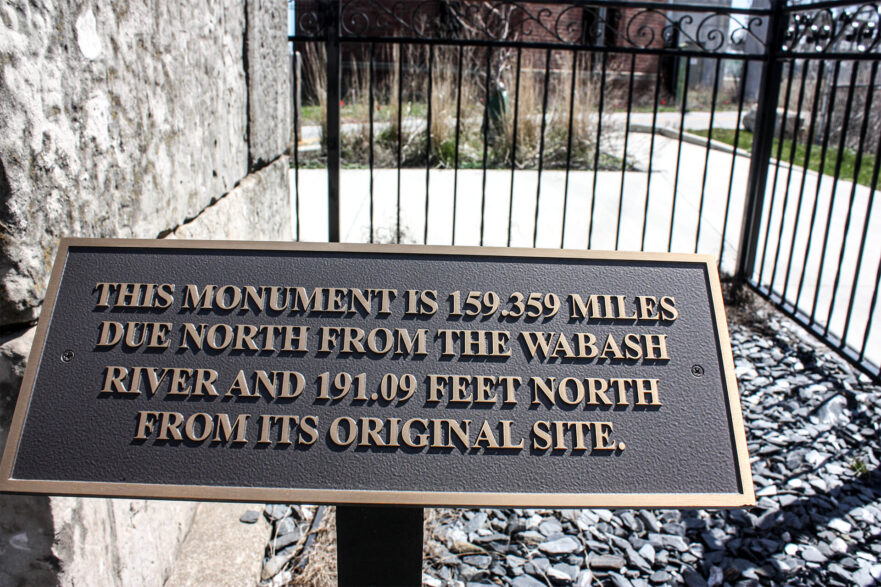 THIS MONUMENT IS 159.359 MILES
DUE NORTH FROM THE WABASH
RIVER AND 191.09 FEET NORTH
FROM ITS ORIGINAL SITE.